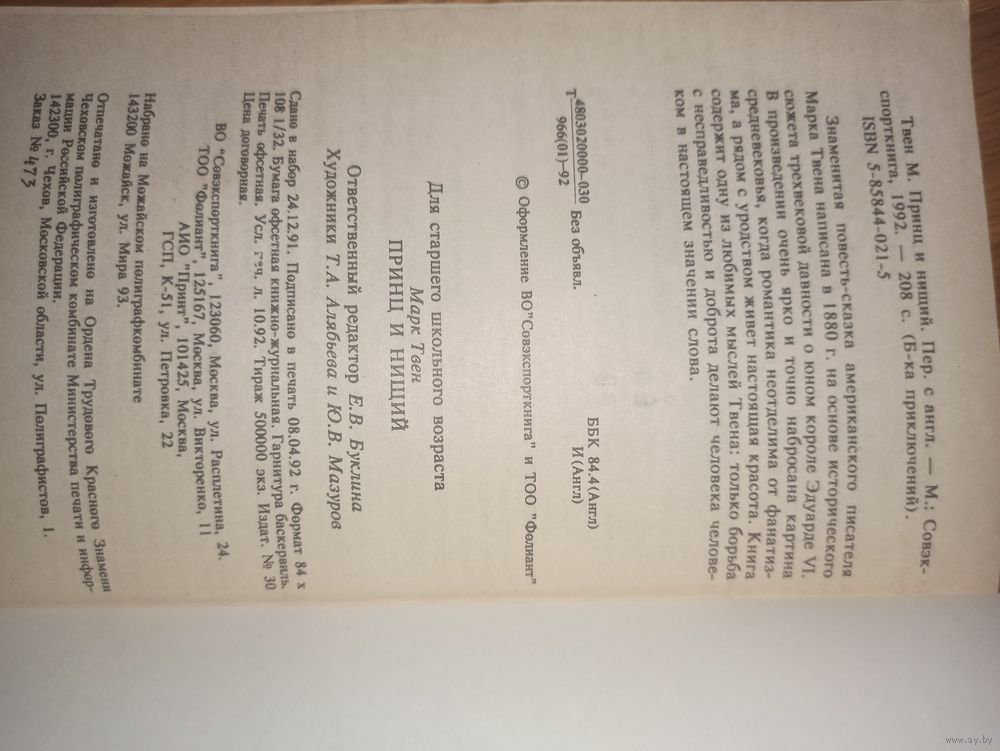 Твен М. Принц и нищий. Пер. с англ. — М.: Совэк-
спорткнига, 1992. — 208 с. (Б-ка приключений).
ISBN 5-85844-021-5
Знаменитая повесть-сказка американского писателя
Марка Твена написана в 1880 г. на основе исторического
сюжета трехвековой давности о юном короле Эдуарде VI.
В произведении очень ярко и точно набросана картина
средневековья, когда романтика неотделима от фанатиз-
ма, а рядом с уродством живет настоящая красота. Книга
содержит одну из любимых мыслей Твена: только борьба
с несправедливостью и доброта делают человека челове-
ком в настоящем значении слова.
ББК 84.4(Англ)
И(Англ)
Т 4803020000–030 Без объявл.
966(01)–92
© Оформление ВО"Совэкспорткнига" и ТОО "Фолиант"
Для старшего школьного возраста
Марк Твен
ПРИНЦ И НИЩИЙ
Ответственный редактор Е.В. Буклина
Художники Т.А. Алябьева и Ю.В. Мазуров
Сдано в набор 24.12.91. Подписано в печать 08.04.92 г. Формат 84 х
108 1/32. Бумага офсетная книжно-журнальная. Гарнитура баскервиль.
Печать офсетная. Усл. печ. л. 10.92. Тираж 500000 экз. Издат. № 30
Цена договорная.
ВО "Совэкспорткнига", 123060, Москва, ул. Расплетина, 24.
ТОО "Фолиант", 125167, Москва, ул. Викторенко, 11
АИО "Принт", 101425, Москва,
ГСП, К-51, ул. Петровка, 22
Набрано на Можайском полиграфкомбинате
143200 Можайск, ул. Мира 93.
Отпечатано и изготовлено на Ордена Трудового Красного Знамени
Чеховском полиграфическом комбинате Министерства печати и инфор-
мации Российской Федерации.
142300, г. Чехов, Московской области, ул. Полиграфистов, 1.
Заказ № 473
www.ay.by